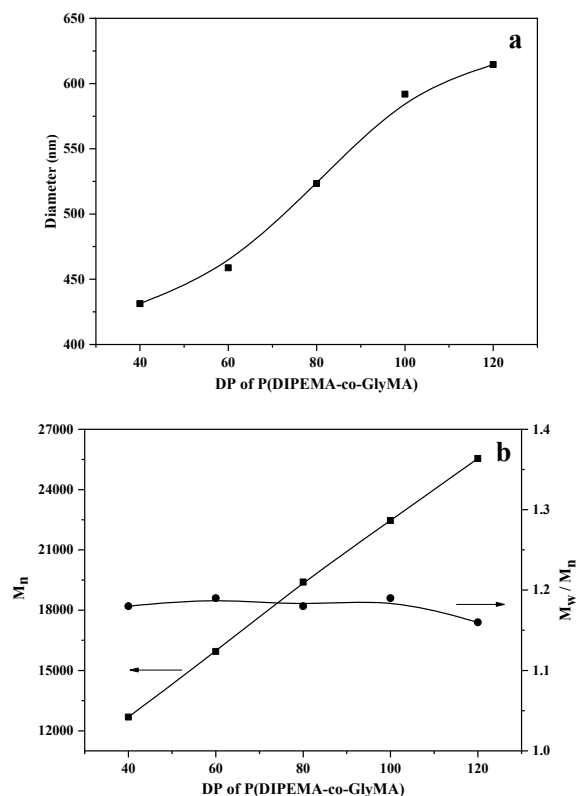 a
650
600
550
500
450
400
Diameter (nm)
40 60 80 100 120
DP of P(DIPEMA-co-GlyMA)
b
27000
24000
21000
18000
15000
12000
Mn
1.4
1.3
1.2
1.1
1.0
Mw / Mn
40 60 80 100 120
DP of P(DIPEMA-co-GlyMA)